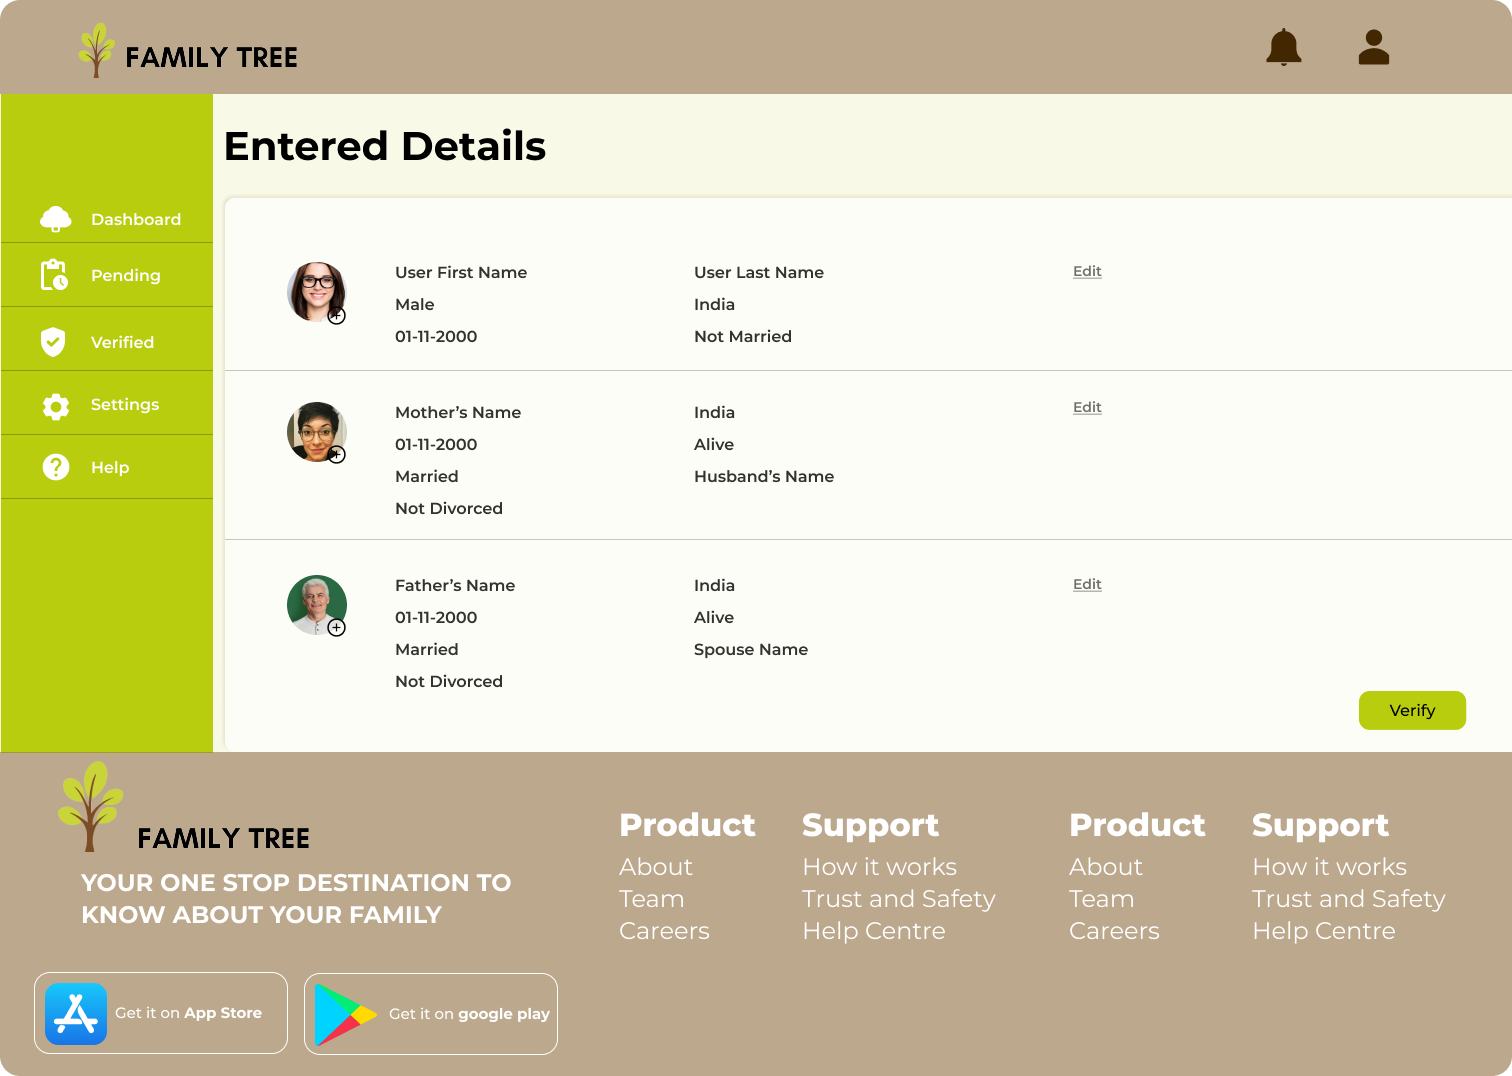 FAMILY TREE
Entered Details
Dashboard
Pending
Verified
Settings
Help
User First Name
User Last Name
Edit
Male
India
01-11-2000
Not Married
Mother’s Name
India
Edit
01-11-2000
Alive
Married
Husband’s Name
Not Divorced
Father’s Name
India
Edit
01-11-2000
Alive
Married
Spouse Name
Not Divorced
Verify
FAMILY TREE
YOUR ONE STOP DESTINATION TO
KNOW ABOUT YOUR FAMILY
Get it on App Store
Get it on google play
Product
About
Team
Careers
Support
How it works
Trust and Safety
Help Centre
Product
About
Team
Careers
Support
How it works
Trust and Safety
Help Centre